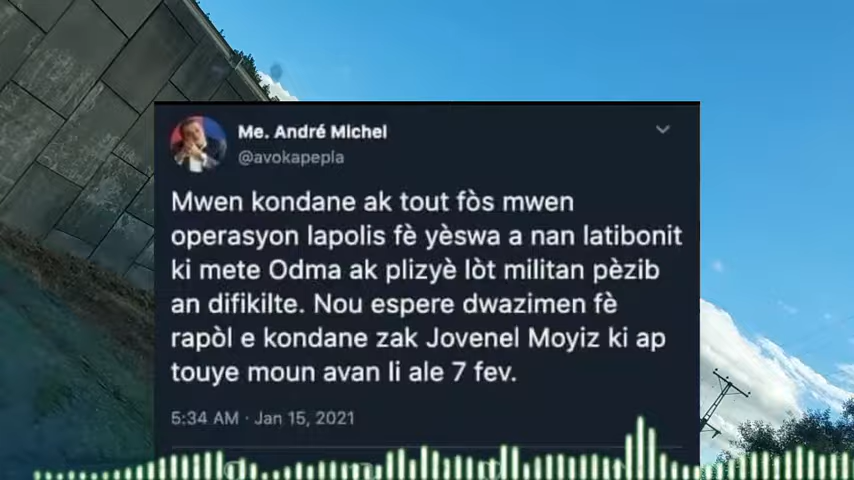 Me. André Michel
@avokapepla
Mwen kondane ak tout fòs mwen
operasyon lapolis fè yèswa a nan latibonit
ki mete Odma ak plizyè lòt militan pèzib
an difikilte. Nou espere dwazimen fè
rapòl e kondane zak Jovenel Moyiz ki ap
touye moun avan li ale 7 fev.
5:34 AM · Jan 15, 2021